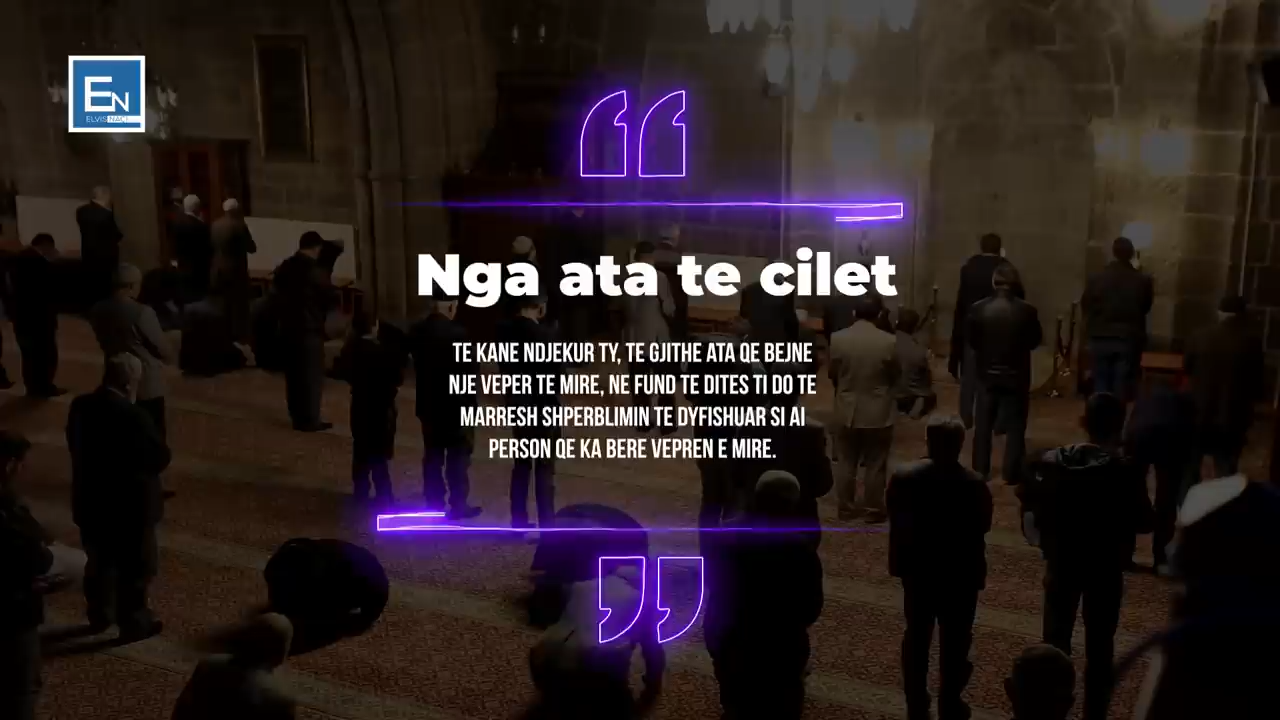 EN
ELVIS NACI
Nga ata te cilet
TE KANE NDJEKUR TY, TE GJITHE ATA QE BEJNE
NJE VEPER TE MIRE, NE FUND TE DITES TI DO TE
MARRESH SHPERBLIMIN TE DYFISHUAR SI AI
PERSON QE KA BERE VEPREN E MIRE.